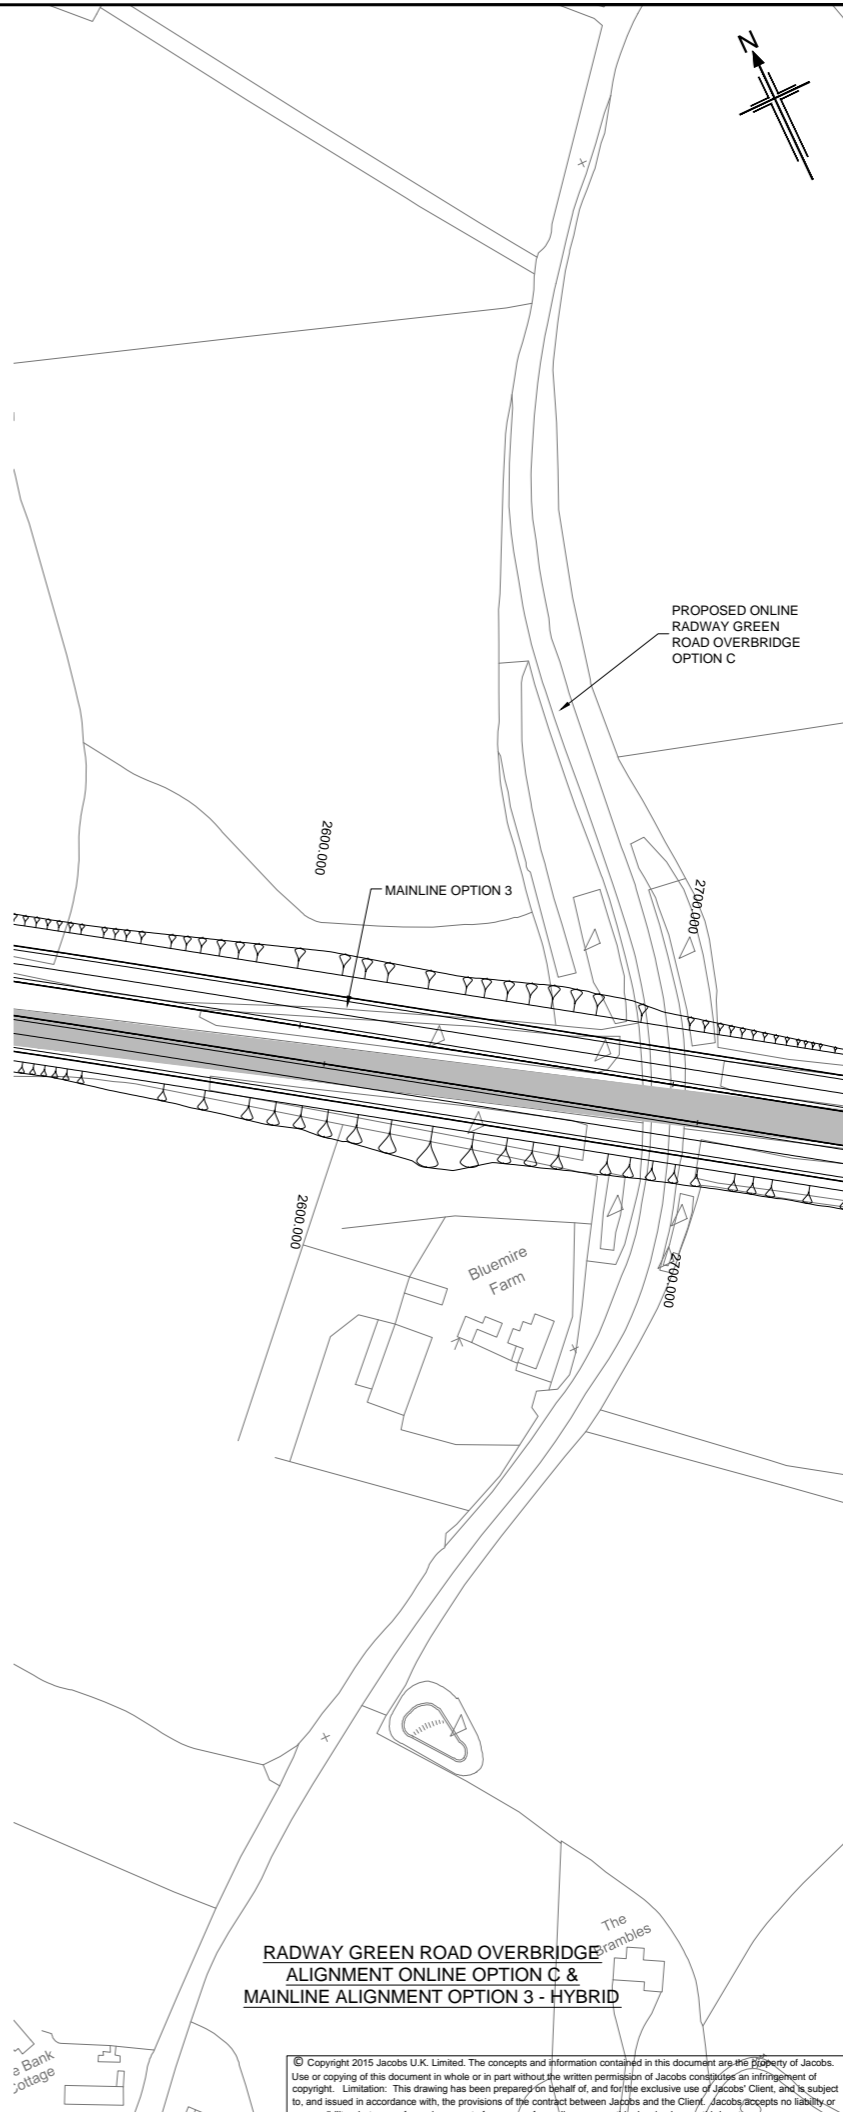 N
PROPOSED ONLINE
RADWAY GREEN
ROAD OVERBRIDGE
OPTION C
2600.000
MAINLINE OPTION 3
2700.000
2600.000
Bluemire
Farm
2700.000
The
Brambles
RADWAY GREEN ROAD OVERBRIDGE
ALIGNMENT ONLINE OPTION C &
MAINLINE ALIGNMENT OPTION 3 - HYBRID
e Bank
Cottage
© Copyright 2015 Jacobs U.K. Limited. The concepts and information contained in this document are the property of Jacobs.
Use or copying of this document in whole or in part without the written permission of Jacobs constitutes an infringement of
copyright. Limitation: This drawing has been prepared on behalf of, and for the exclusive use of Jacobs' Client, and is subject
to, and issued in accordance with, the provisions of the contract between Jacobs and the Client. Jacobs accepts no liability or